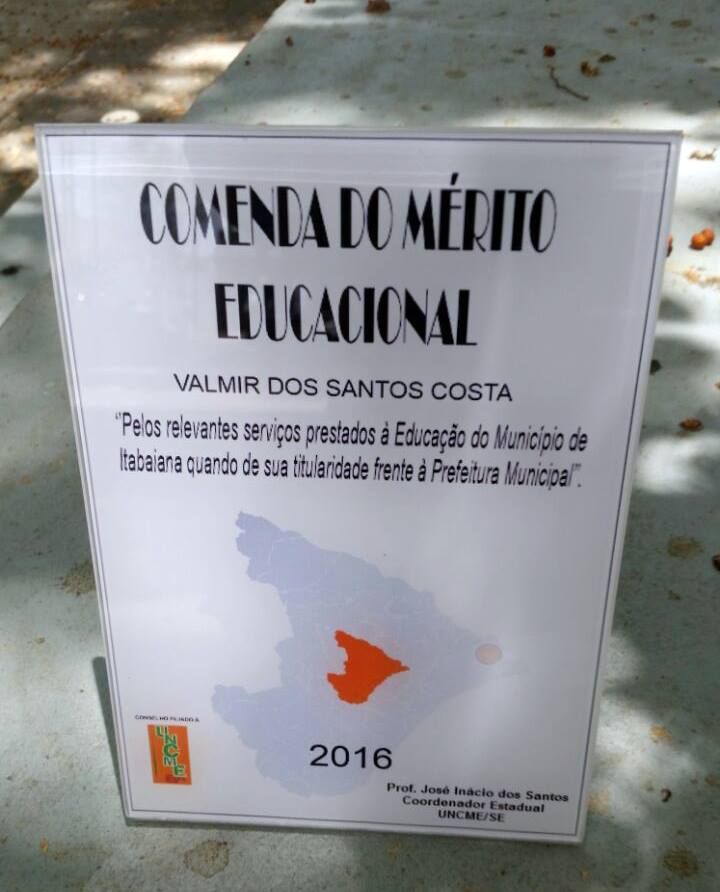 COMENDA DO MÉRITO
EDUCACIONAL
VALMIR DOS SANTOS COSTA
"Pelos relevantes serviços prestados à Educação do Município de
Itabaiana quando de sua titularidade frente à Prefeitura Municipal".
CONSELHO FILIADO À
UNCME
2016
Prof. José Inácio dos Santos
Coordenador Estadual
UNCME/SE